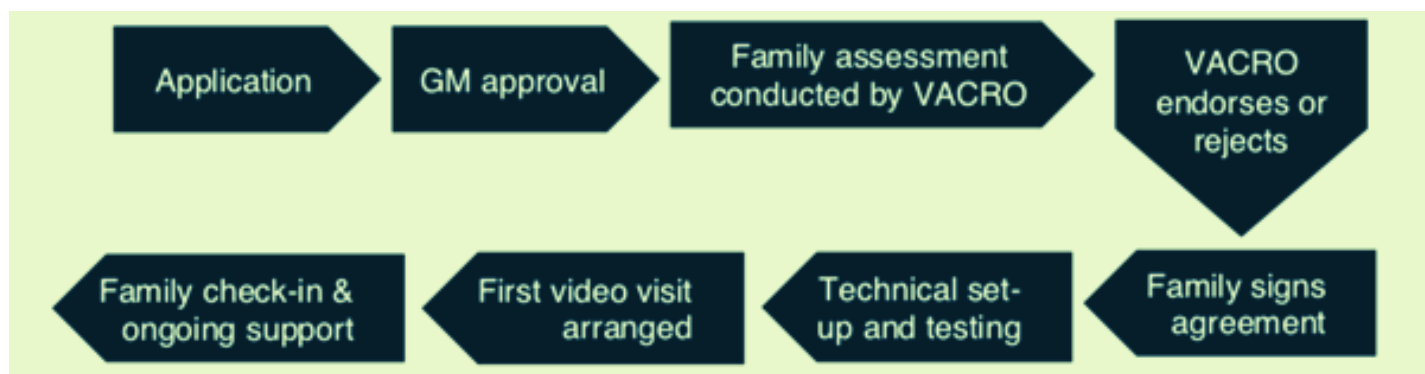 Application
GM approval
Family assessment
conducted by VACRO
VACRO
endorses or
rejects
Family signs
agreement
Technical set-
up and testing
First video visit
arranged
Family check-in &
ongoing support